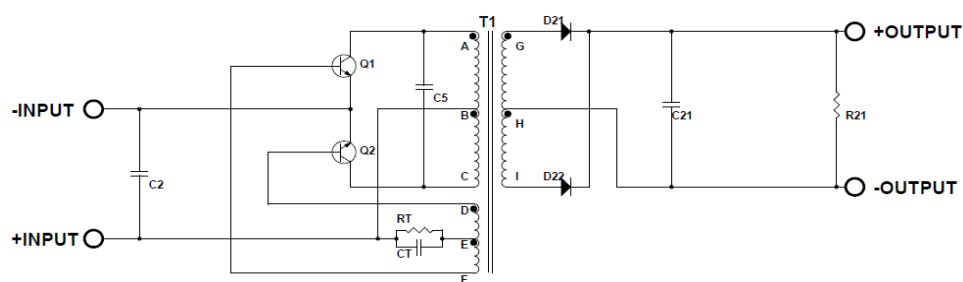 T1
D21
+OUTPUT
A
G
Q1
C5
-INPUT
B
H
C21
R21
Q2
C2
C
I
D22
-OUTPUT
D
RT
+INPUT
E
CT
F